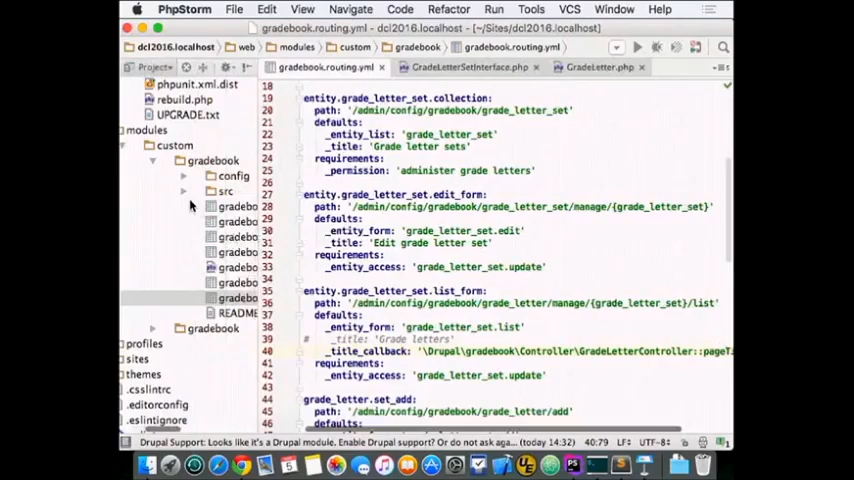 PhpStorm File Edit View Navigate Code Refactor Run Tools VCS Window Help
gradebook.routing.yml - dcl2016.localhost - [~/Sites/dcl2016.localhost]
dcl2016.localhost web modules custom gradebook gradebook.routing.yml
Project gradebook.routing.yml GradeLetterSetInterface.php GradeLetter.php
phpunit.xml.dist
rebuild.php
UPGRADE.txt
modules
custom
gradebook
config
src
gradebo
gradebo
gradebo
gradebo
gradebo
gradebo
gradebo
README
gradebook
profiles
sites
themes
.csslintrc
.editorconfig
.eslintignore
18
19 entity.grade_letter_set.collection:
20 path: '/admin/config/gradebook/grade_letter_set'
21 defaults:
22 _entity_list: 'grade_letter_set'
23 _title: 'Grade letter sets'
24 requirements:
25 _permission: 'administer grade letters'
26
27 entity.grade_letter_set.edit_form:
28 path: '/admin/config/gradebook/grade_letter_set/manage/{grade_letter_set}'
29 defaults:
30 _entity_form: 'grade_letter_set.edit'
31 _title: 'Edit grade letter set'
32 requirements:
33 _entity_access: 'grade_letter_set.update'
34
35 entity.grade_letter_set.list_form:
36 path: '/admin/config/gradebook/grade_letter/manage/{grade_letter_set}/list'
37 defaults:
38 _entity_form: 'grade_letter_set.list'
39 # _title: 'Grade letters'
40 _title_callback: '\Drupal\gradebook\Controller\GradeLetterController::pageTi
41 requirements:
42 _entity_access: 'grade_letter_set.update'
43
44 grade_letter.set_add:
45 path: '/admin/config/gradebook/grade_letter/add'
46 defaults:
Drupal Support: Looks like it's a Drupal module. Enable Drupal support? Or do not ask aga... (today 14:32) 40:79 LF UTF-8